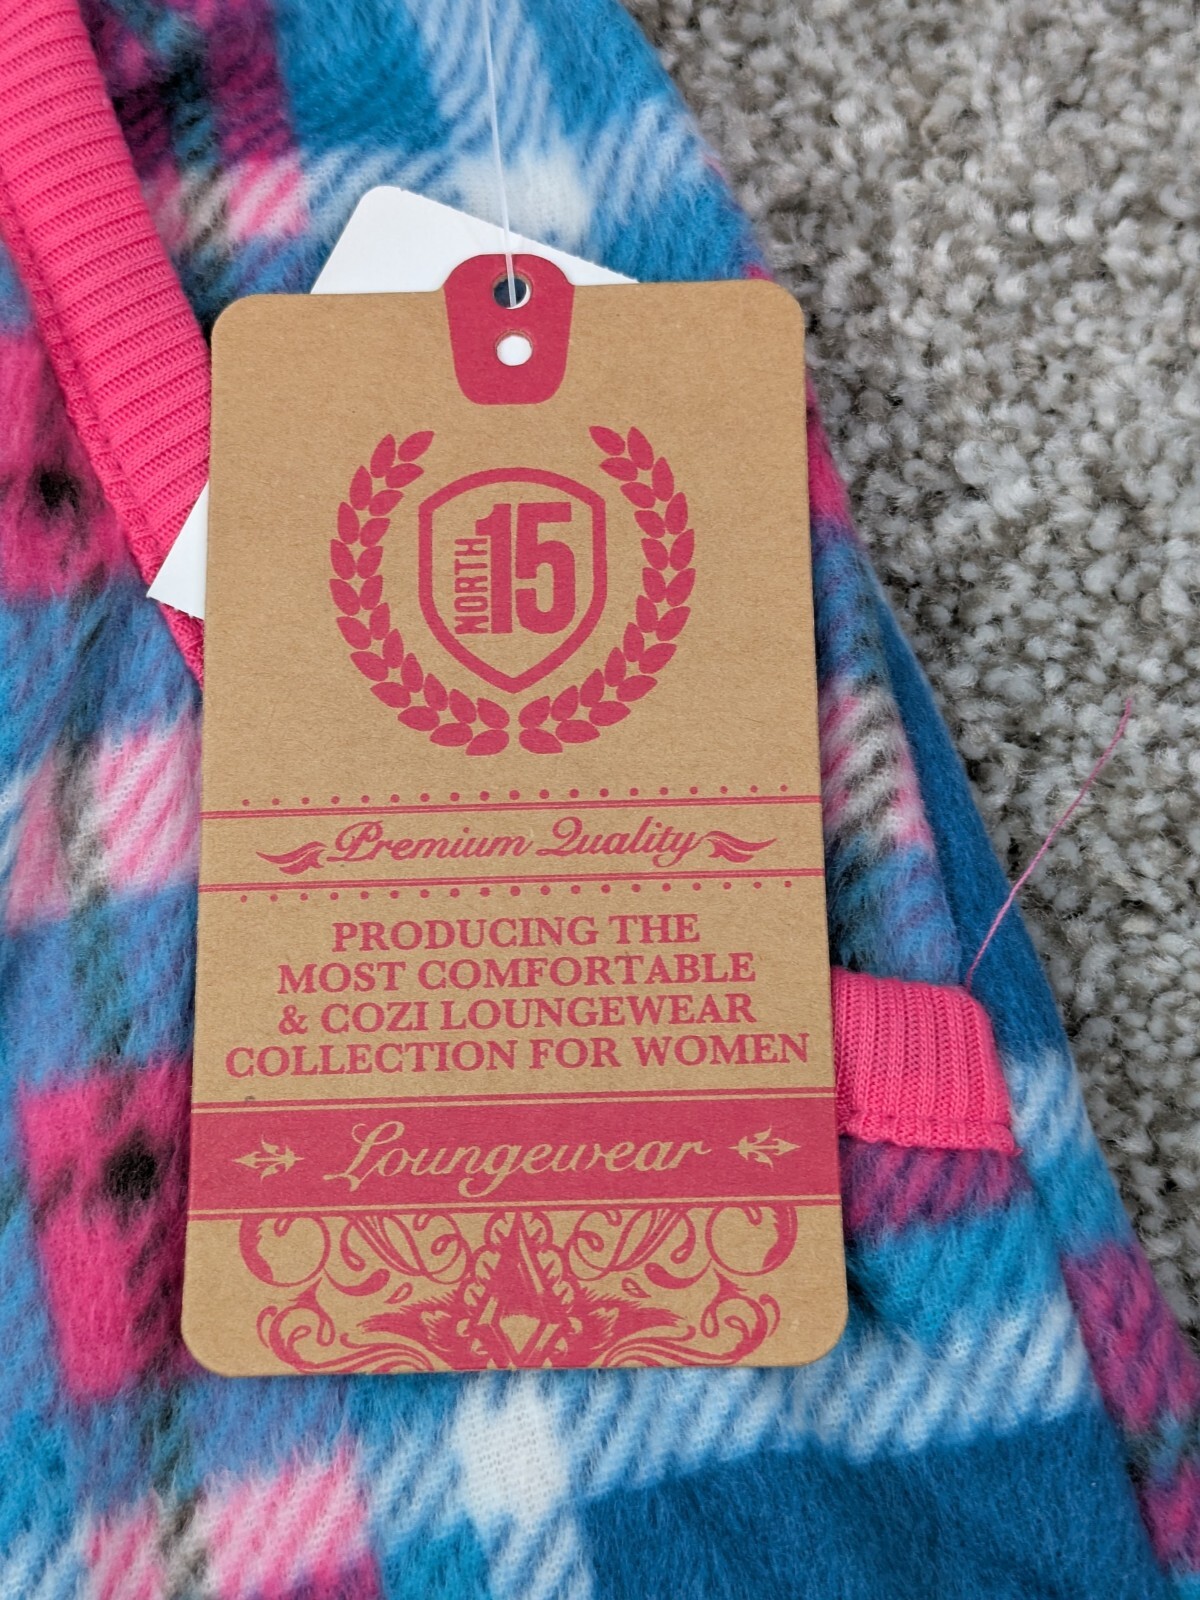 NORTH 15
Premium Quality
PRODUCING THE
MOST COMFORTABLE
& COZI LOUNGEWEAR
COLLECTION FOR WOMEN
Loungewear